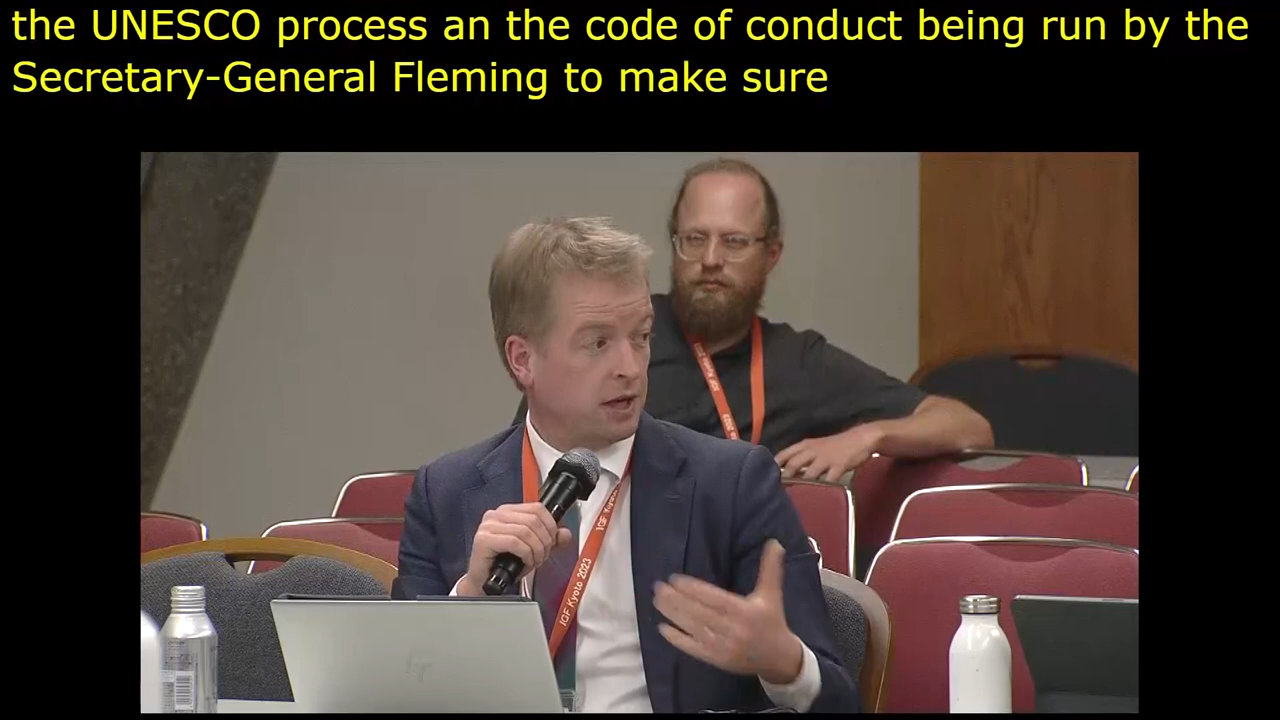 the UNESCO process an the code of conduct being run by the
Secretary-General Fleming to make sure
IGF Kyoto 2023
hp